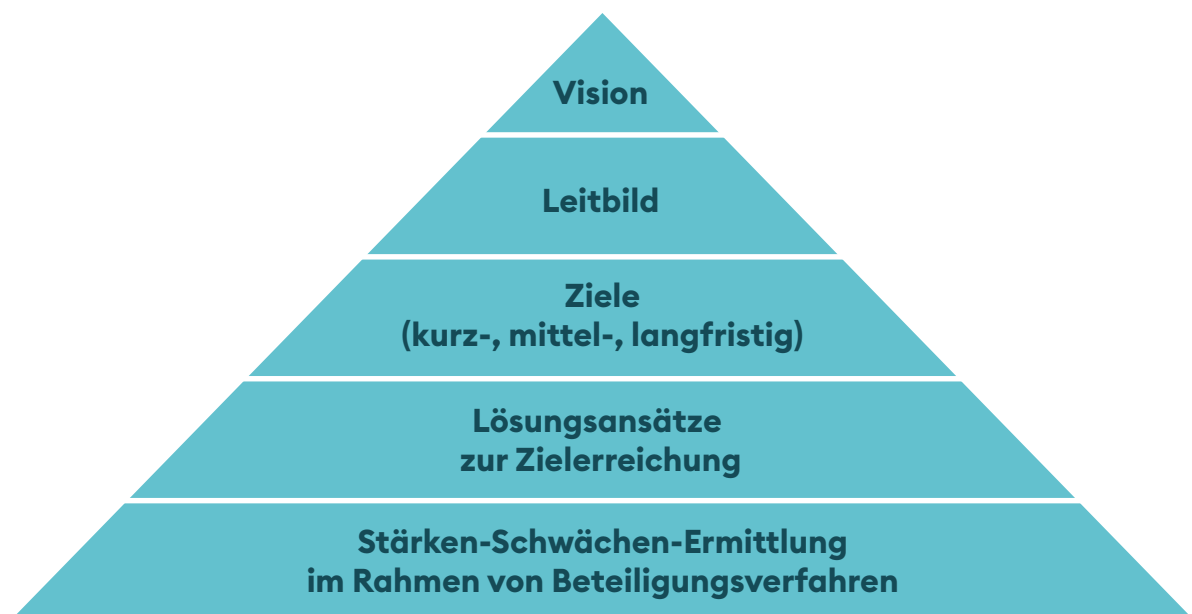 Vision
Leitbild
Ziele
(kurz-, mittel-, langfristig)
Lösungsansätze
zur Zielerreichung
Stärken-Schwächen-Ermittlung
im Rahmen von Beteiligungsverfahren